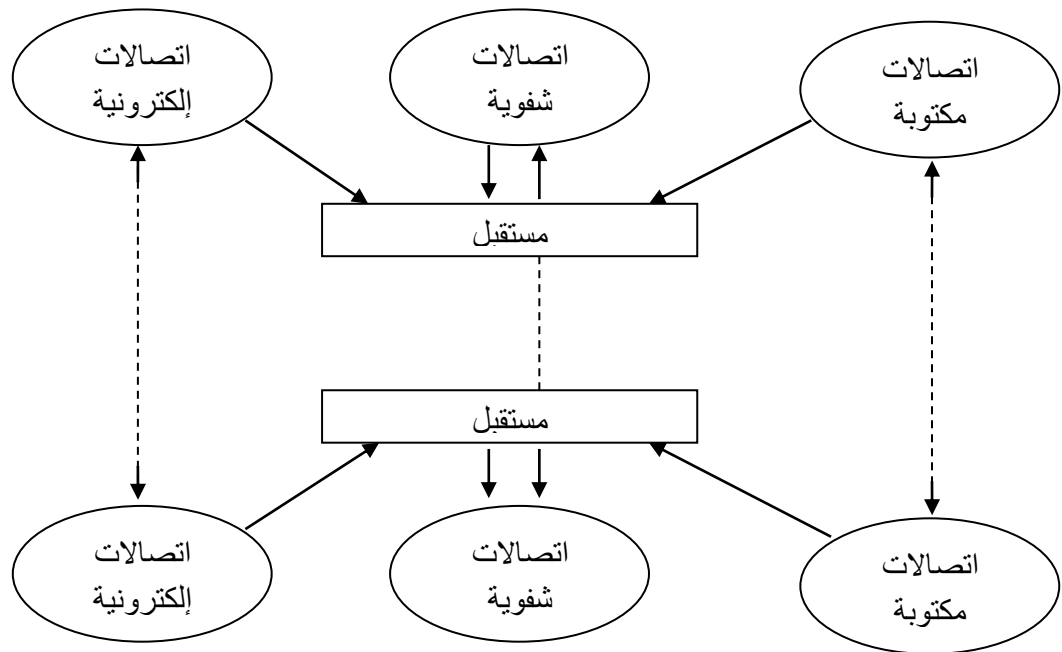 اتصالات
مكتوبة
اتصالات
شفوية
اتصالات
إلكترونية
مستقبل
مستقبل
اتصالات
مكتوبة
اتصالات
شفوية
اتصالات
إلكترونية